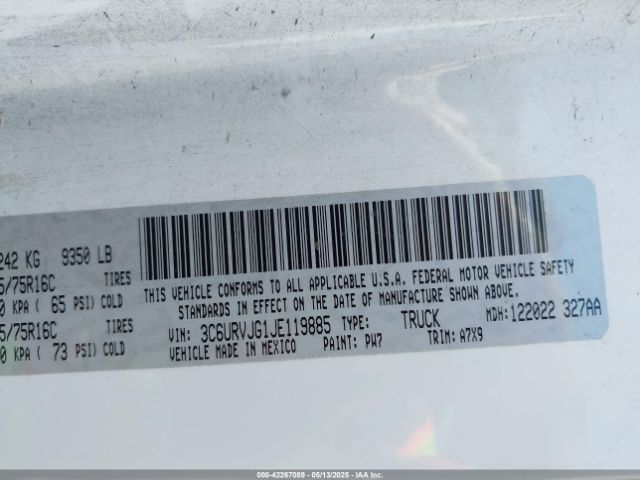 242 KG 9350 LB
5/75R16C TIRES
0 KPA ( 65 PSI) COLD
5/75R16C TIRES
0 KPA ( 73 PSI) COLD
THIS VEHICLE CONFORMS TO ALL APPLICABLE U.S.A. FEDERAL MOTOR VEHICLE SAFETY
STANDARDS IN EFFECT ON THE DATE OF MANUFACTURE SHOWN ABOVE.
VIN: 3C6URVJG1JE119885 TYPE: TRUCK MDH: 122022 327AA
VEHICLE MADE IN MEXICO PAINT: PW7 TRIM: A7X9
000-42267089 - 05/13/2025 - IAA Inc.